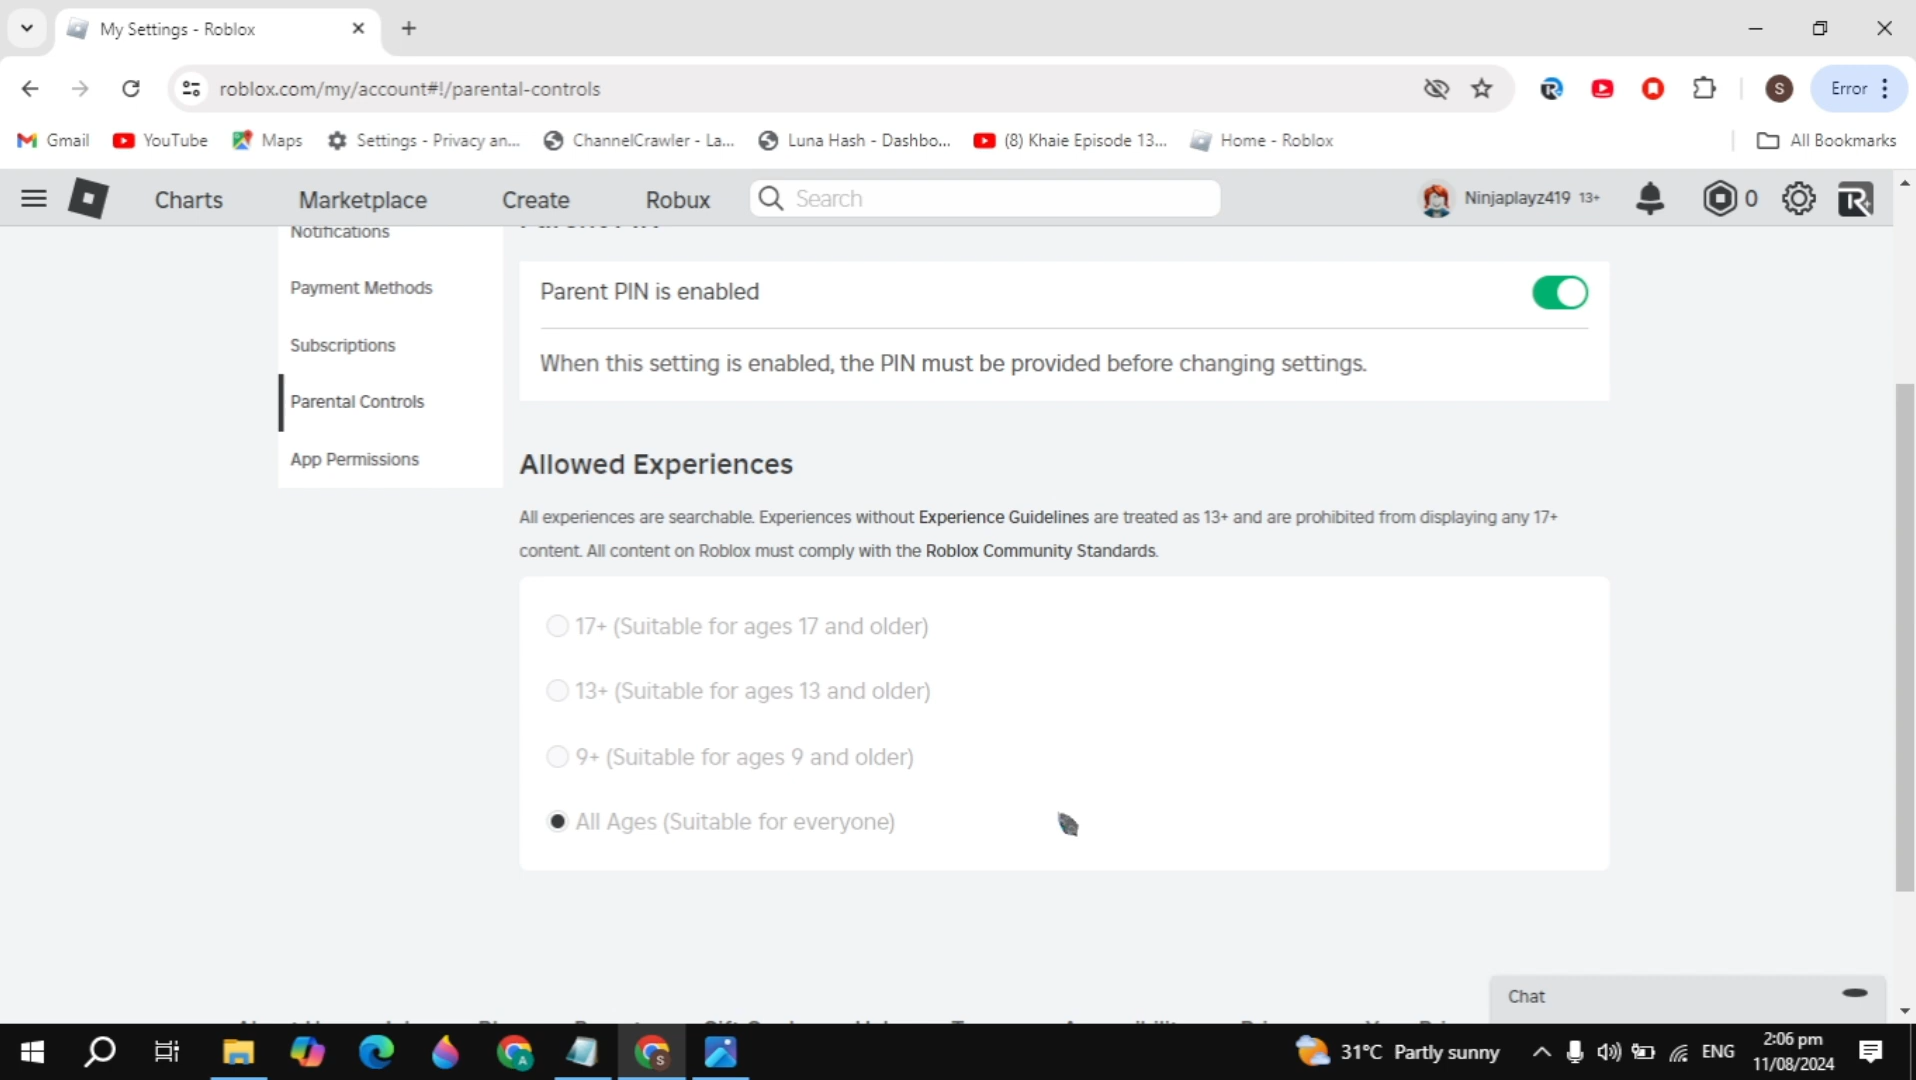 My Settings - Roblox
roblox.com/my/account#!/parental-controls
S
Error
Gmail
YouTube
Maps
Settings - Privacy an...
ChannelCrawler - La...
Luna Hash - Dashbo...
(8) Khaie Episode 13...
Home - Roblox
All Bookmarks
Charts
Marketplace
Create
Robux
Search
Ninjaplayz419 13+
0
Notifications
Payment Methods
Subscriptions
Parental Controls
App Permissions
Parent PIN
Parent PIN is enabled
When this setting is enabled, the PIN must be provided before changing settings.
Allowed Experiences
All experiences are searchable. Experiences without Experience Guidelines are treated as 13+ and are prohibited from displaying any 17+
content. All content on Roblox must comply with the Roblox Community Standards.
17+ (Suitable for ages 17 and older)
13+ (Suitable for ages 13 and older)
9+ (Suitable for ages 9 and older)
All Ages (Suitable for everyone)
Chat
31°C Partly sunny
ENG
2:06 pm
11/08/2024